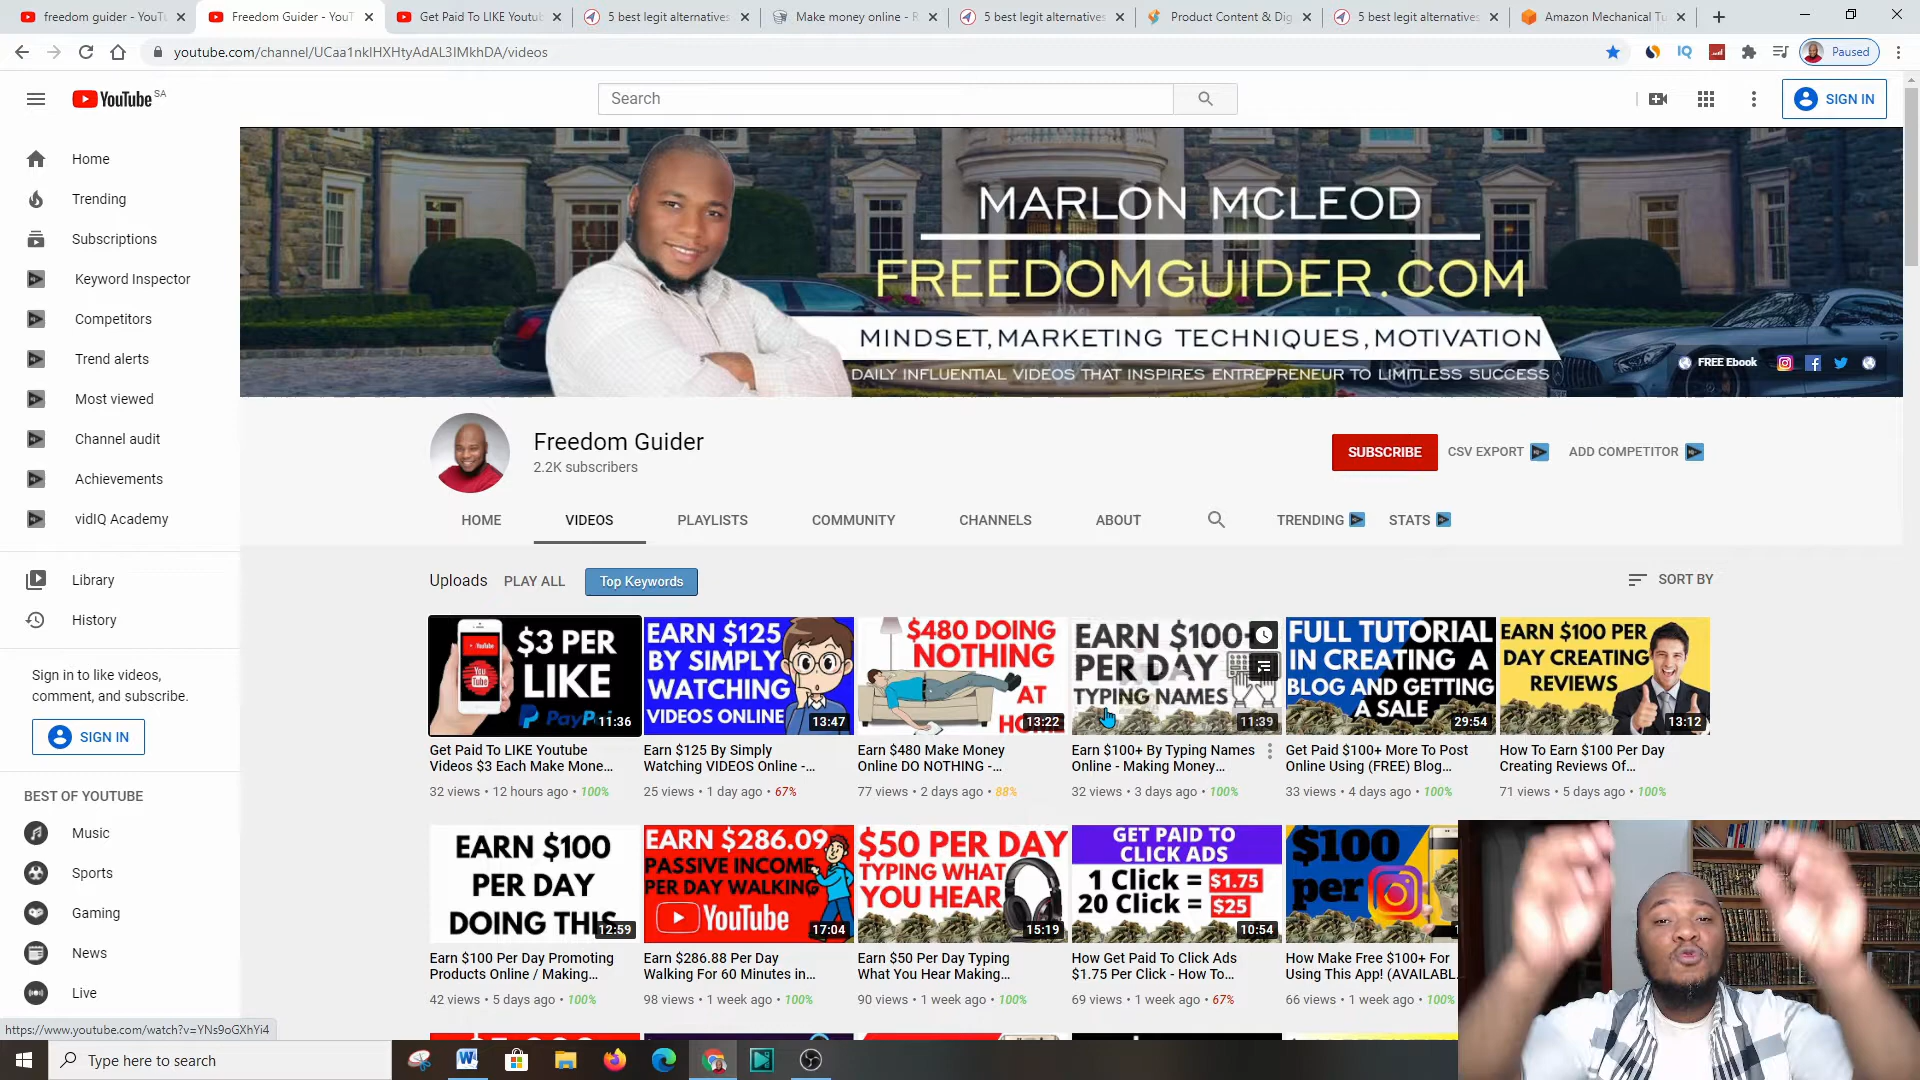 freedom guider - YouTu
Freedom Guider - YouT
Get Paid To LIKE Youtub
5 best legit alternatives
Make money online - R
5 best legit alternatives
Product Content & Dig
5 best legit alternatives
Amazon Mechanical Tu
youtube.com/channel/UCaa1nklHXHtyAdAL3IMkhDA/videos
IQ
Paused
YouTube SA
Search
SIGN IN
Home
Trending
Subscriptions
Keyword Inspector
Competitors
Trend alerts
Most viewed
Channel audit
Achievements
vidIQ Academy
Library
History
Sign in to like videos,
comment, and subscribe.
SIGN IN
BEST OF YOUTUBE
Music
Sports
Gaming
News
Live
MARLON MCLEOD
FREEDOMGUIDER.COM
MINDSET,MARKETING TECHNIQUES,MOTIVATION
DAILY INFLUENTIAL VIDEOS THAT INSPIRES ENTREPRENEUR TO LIMITLESS SUCCESS
FREE Ebook
Freedom Guider
2.2K subscribers
SUBSCRIBE
CSV EXPORT
ADD COMPETITOR
HOME
VIDEOS
PLAYLISTS
COMMUNITY
CHANNELS
ABOUT
TRENDING
STATS
Uploads
PLAY ALL
Top Keywords
SORT BY
$3 PER
LIKE
PayPal
11:36
Get Paid To LIKE Youtube
Videos $3 Each Make Mone...
32 views • 12 hours ago • 100%
EARN $125
BY SIMPLY
WATCHING
VIDEOS ONLINE
13:47
Earn $125 By Simply
Watching VIDEOS Online -...
25 views • 1 day ago • 67%
$480 DOING
NOTHING
AT
HOME
13:22
Earn $480 Make Money
Online DO NOTHING -...
77 views • 2 days ago • 88%
EARN $100+
PER DAY
TYPING NAMES
11:39
Earn $100+ By Typing Names
Online - Making Money...
32 views • 3 days ago • 100%
FULL TUTORIAL
IN CREATING A
BLOG AND GETTING
A SALE
29:54
Get Paid $100+ More To Post
Online Using (FREE) Blog...
33 views • 4 days ago • 100%
EARN $100 PER
DAY CREATING
REVIEWS
13:12
How To Earn $100 Per Day
Creating Reviews Of...
71 views • 5 days ago • 100%
EARN $100
PER DAY
DOING THIS
12:59
Earn $100 Per Day Promoting
Products Online / Making...
42 views • 5 days ago • 100%
EARN $286.09
PASSIVE INCOME
PER DAY WALKING
YouTube
17:04
Earn $286.88 Per Day
Walking For 60 Minutes in...
98 views • 1 week ago • 100%
$50 PER DAY
TYPING WHAT
YOU HEAR
15:19
Earn $50 Per Day Typing
What You Hear Making...
90 views • 1 week ago • 100%
GET PAID TO
CLICK ADS
1 Click = $1.75
20 Click = $25
10:54
How Get Paid To Click Ads
$1.75 Per Click - How To...
69 views • 1 week ago • 67%
$100
per
How Make Free $100+ For
Using This App! (AVAILABL
66 views • 1 week ago • 100%
https://www.youtube.com/watch?v=YNs9oGXhYi4
Type here to search